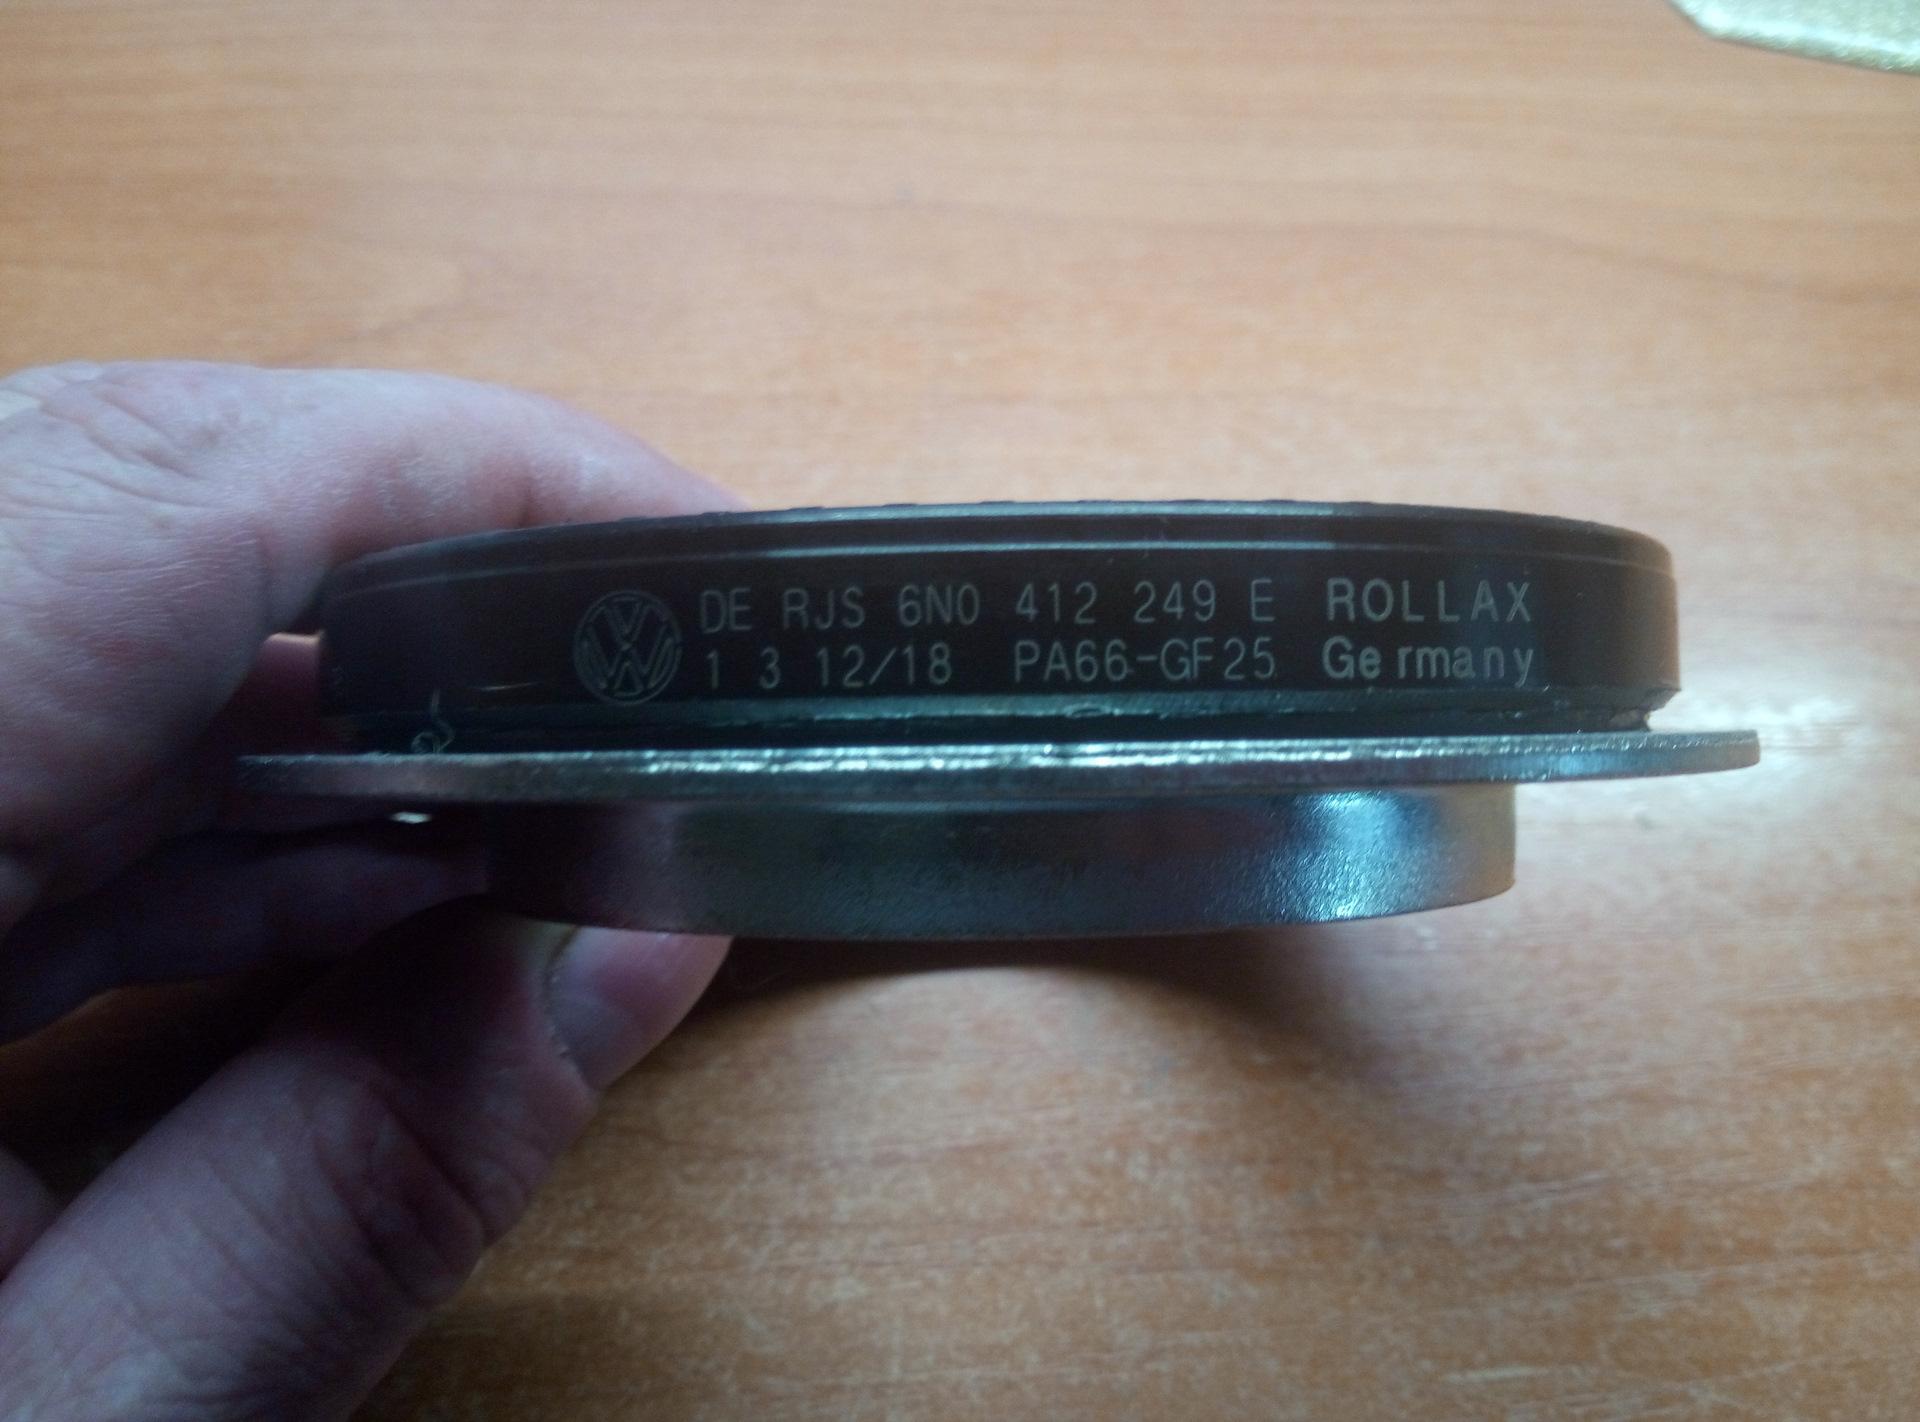 DE RJS 6N0 412 249 E ROLLAX
1 3 12/18 PA66-GF25 Germany